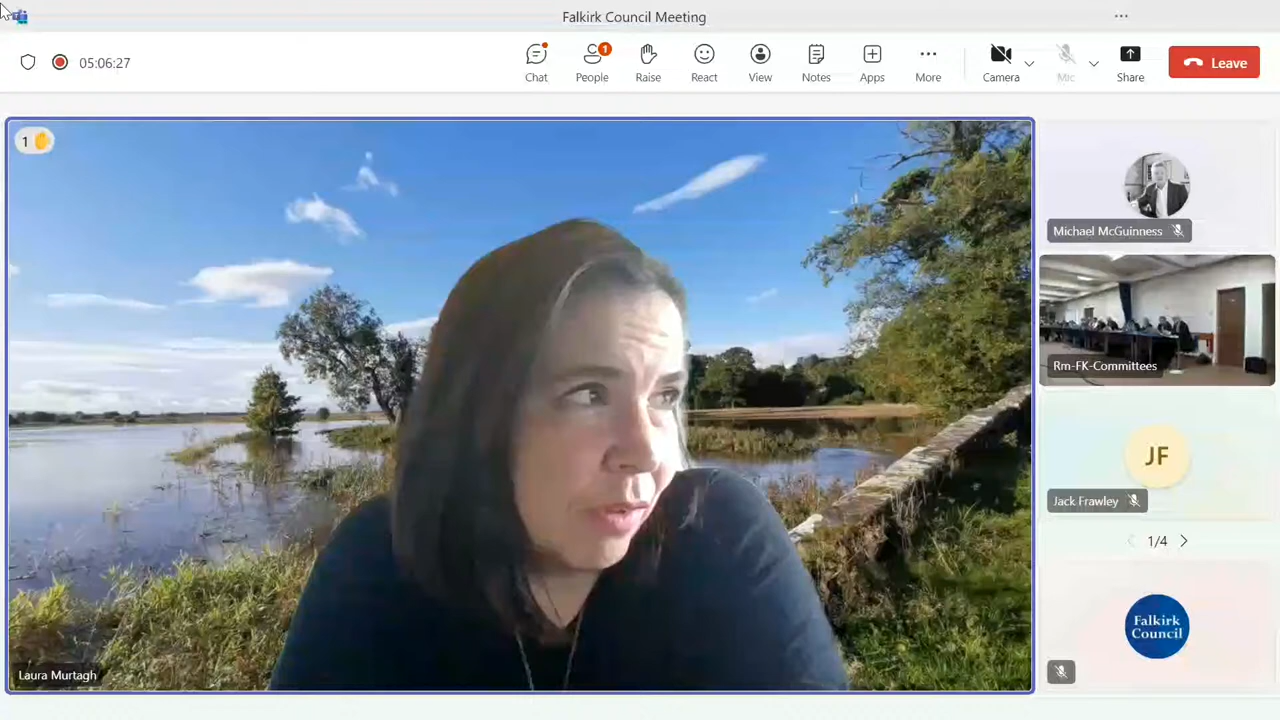 Falkirk Council Meeting
05:06:27
Chat
1
People
Raise
React
View
Notes
Apps
More
Camera
Mic
Share
Leave
1
Laura Murtagh
Michael McGuinness
Rm-FK-Committees
JF
Jack Frawley
1/4
Falkirk
Council